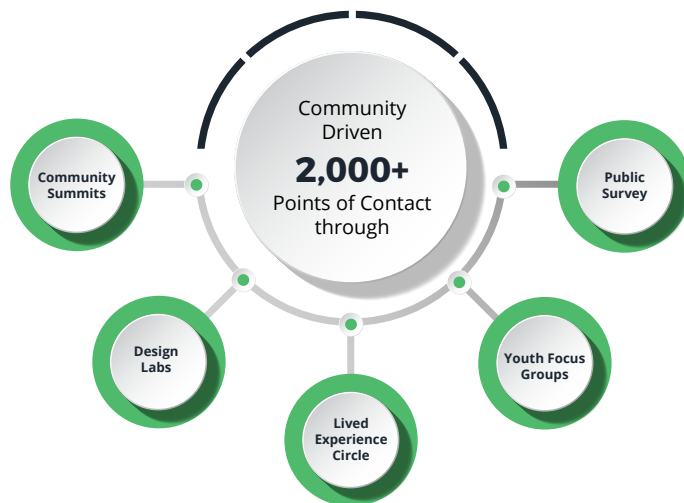 Community
Driven
2,000+
Points of Contact
through
Community
Summits
Design
Labs
Lived
Experience
Circle
Youth Focus
Groups
Public
Survey